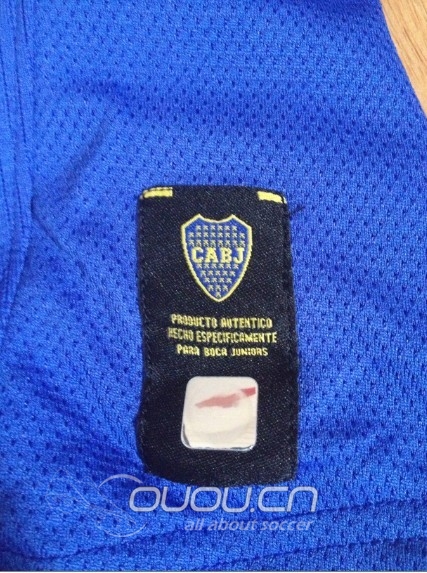 CABJ
PRODUCTO AUTENTICO
HECHO ESPECIFICAMENTE
PARA BOCA JUNIORS
OUOU.cn
all about soccer